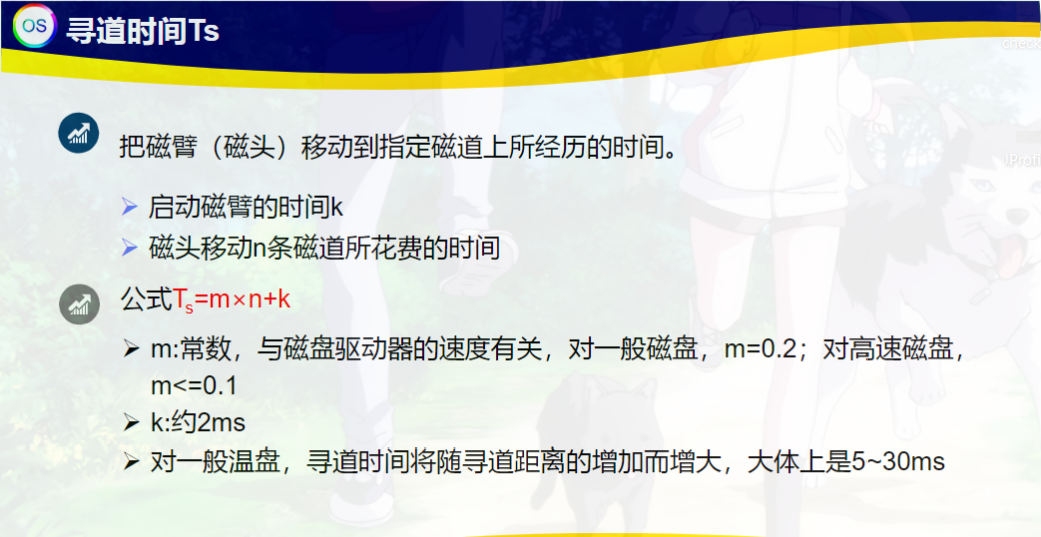 OS 寻道时间Ts
check
JProfi
把磁臂（磁头）移动到指定磁道上所经历的时间。
启动磁臂的时间k
磁头移动n条磁道所花费的时间
公式Ts=m×n+k
m:常数，与磁盘驱动器的速度有关，对一般磁盘，m=0.2；对高速磁盘，
m<=0.1
k:约2ms
对一般温盘，寻道时间将随寻道距离的增加而增大，大体上是5~30ms